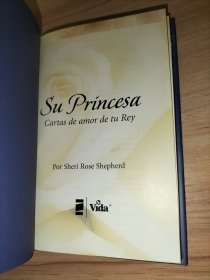 Su Princesa
Cartas de amor de tu Rey
Por Sheri Rose Shepherd
Vida